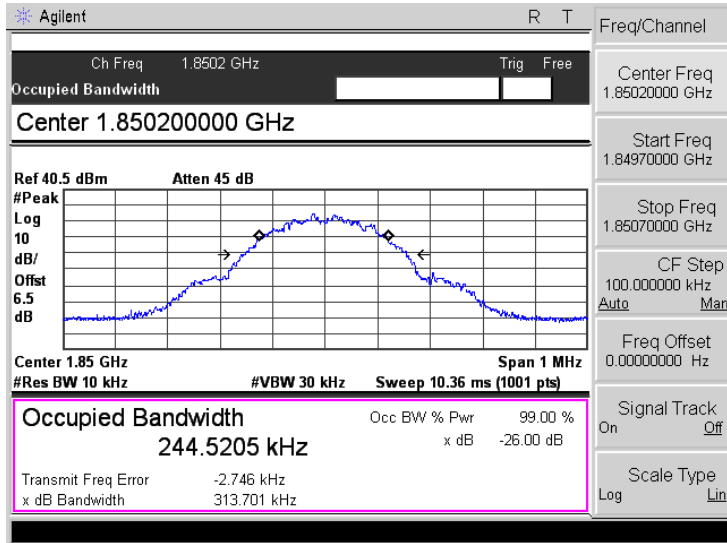 Agilent R T
Freq/Channel
Ch Freq 1.8502 GHz Trig Free
Occupied Bandwidth
Center 1.850200000 GHz
Ref 40.5 dBm Atten 45 dB
#Peak
Log
10
dB/
Offst
6.5
dB
Center 1.85 GHz Span 1 MHz
#Res BW 10 kHz #VBW 30 kHz Sweep 10.36 ms (1001 pts)
Occupied Bandwidth
244.5205 kHz
Occ BW % Pwr 99.00 %
x dB -26.00 dB
Transmit Freq Error -2.746 kHz
x dB Bandwidth 313.701 kHz
Center Freq
1.85020000 GHz
Start Freq
1.84970000 GHz
Stop Freq
1.85070000 GHz
CF Step
100.000000 kHz
Auto Man
Freq Offset
0.00000000 Hz
Signal Track
On Off
Scale Type
Log Lin